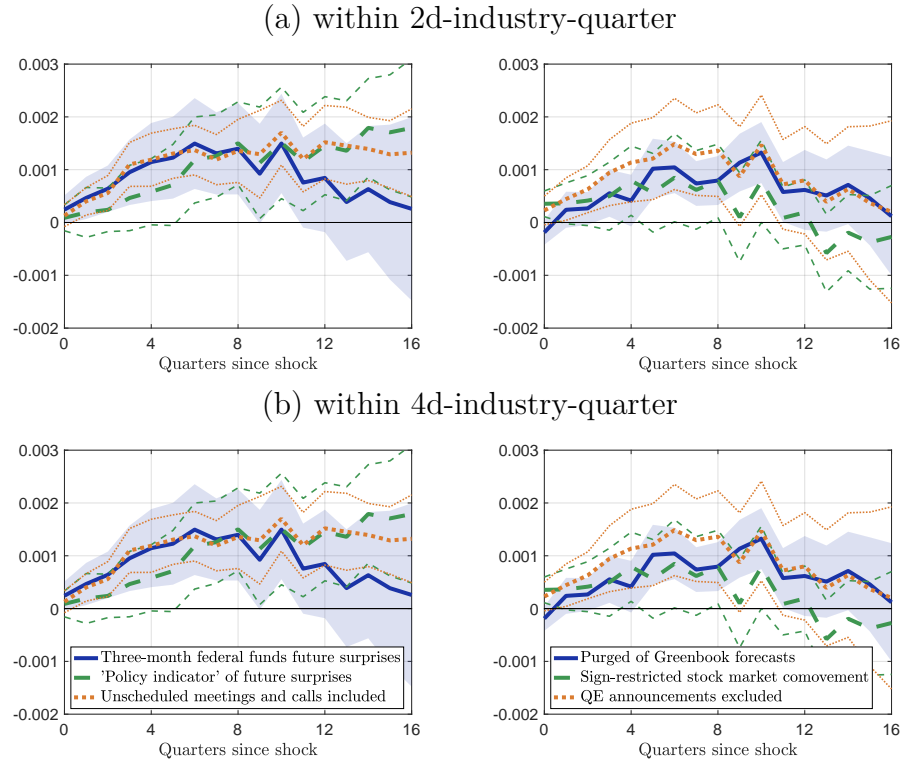 (a) within 2d-industry-quarter
0.003
0.002
0.001
0
-0.001
-0.002
0 4 8 12 16
Quarters since shock
0.003
0.002
0.001
0
-0.001
-0.002
0 4 8 12 16
Quarters since shock
(b) within 4d-industry-quarter
0.003
0.002
0.001
0
-0.001
-0.002
Three-month federal funds future surprises
'Policy indicator' of future surprises
Unscheduled meetings and calls included
0 4 8 12 16
Quarters since shock
0.003
0.002
0.001
0
-0.001
-0.002
Purged of Greenbook forecasts
Sign-restricted stock market comovement
QE announcements excluded
0 4 8 12 16
Quarters since shock